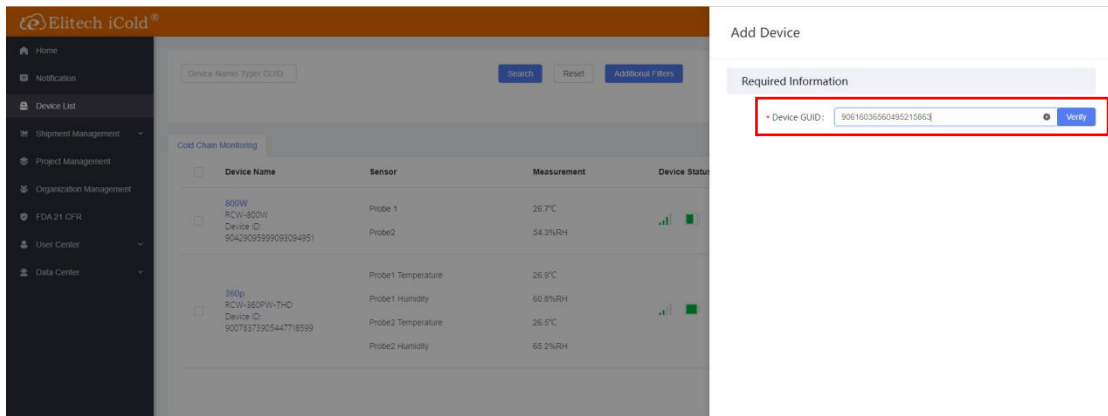 Elitech iCold®
Home
Notification
Device List
Shipment Management
Project Management
Organization Management
FDA 21 CFR
User Center
Data Center
Device Name/ Type/ GUID
Search
Reset
Additional Filters
Cold Chain Monitoring
Device Name Sensor Measurement Device Status
800W
RCW-800W
Device ID:
90429095999093094951
Probe 1 26.7°C
Probe2 54.3%RH
360p
RCW-360PW-THD
Device ID:
90078373905447718599
Probe1 Temperature 26.9°C
Probe1 Humidity 60.8%RH
Probe2 Temperature 26.5°C
Probe2 Humidity 65.2%RH
Add Device
Required Information
* Device GUID: 90616036560495215863 Verify